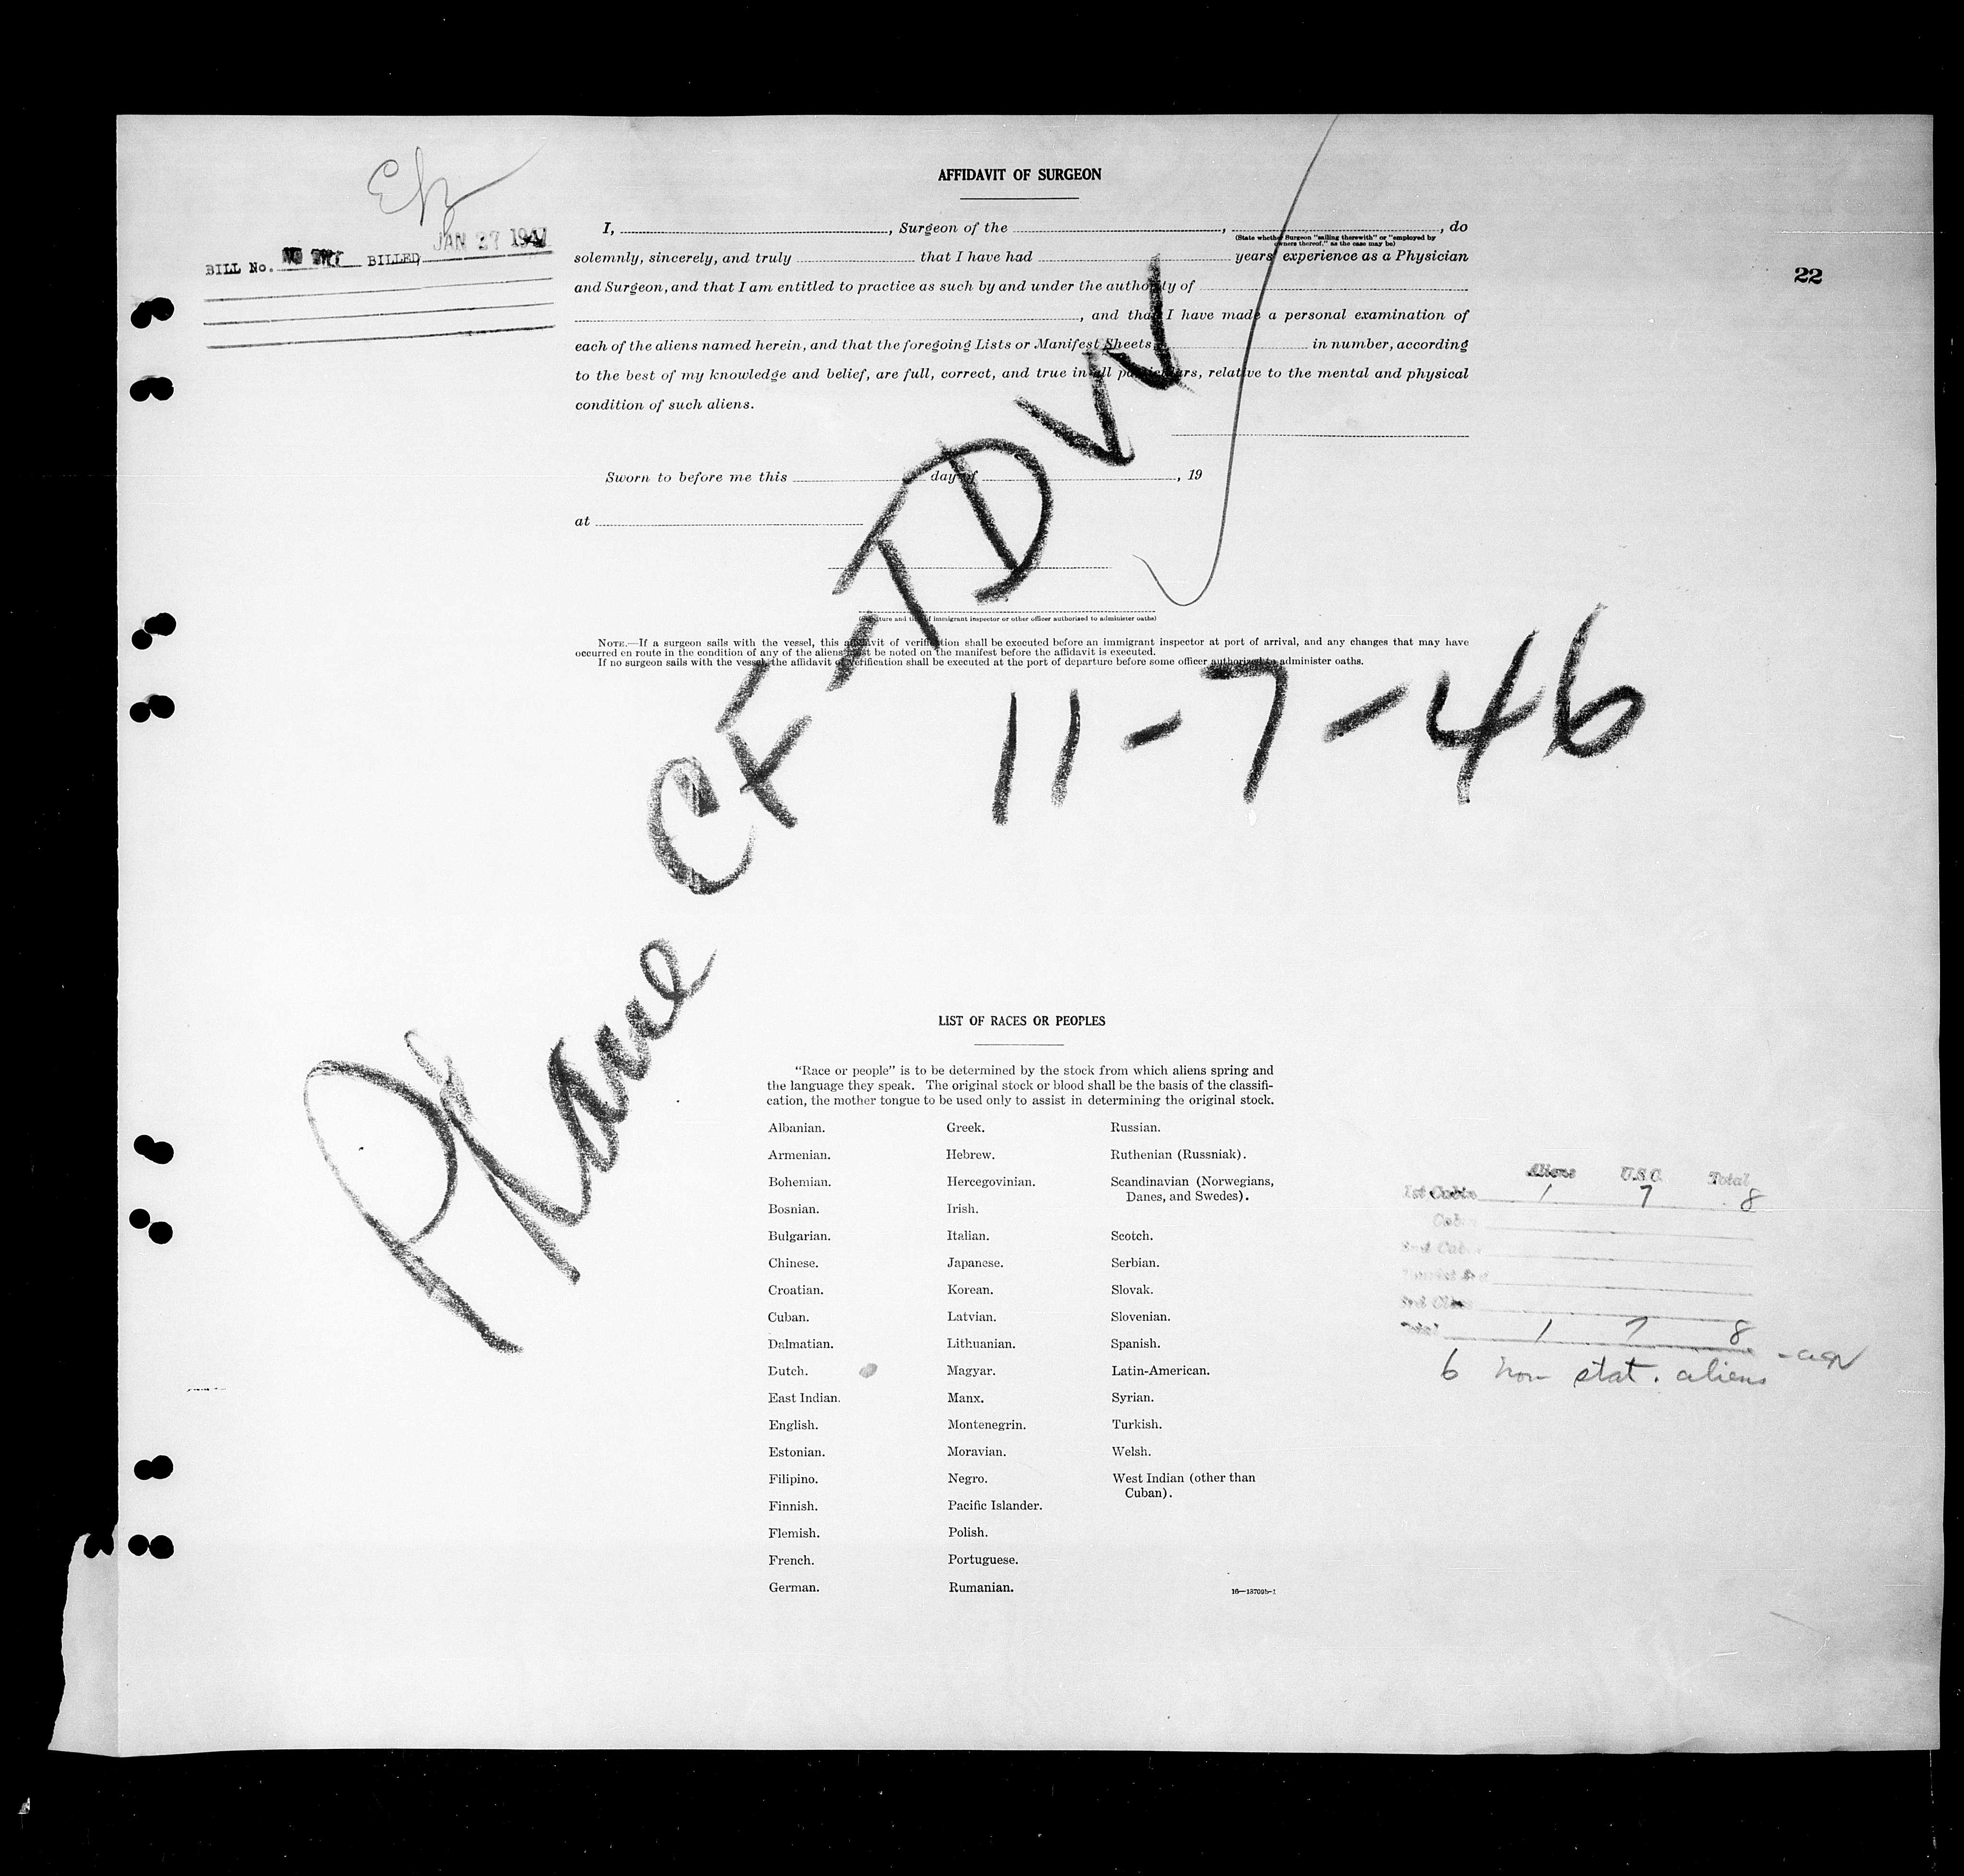 AFFIDAVIT OF SURGEON
BILL No. BILLED JAN 27 1947
22
I, , Surgeon of the , , do
(State whether Surgeon "sailing therewith" or "employed by
owners thereof," as the case may be)
solemnly, sincerely, and truly that I have had years' experience as a Physician
and Surgeon, and that I am entitled to practice as such by and under the authority of
, and that I have made a personal examination of
each of the aliens named herein, and that the foregoing Lists or Manifest Sheets in number, according
to the best of my knowledge and belief, are full, correct, and true in all particulars, relative to the mental and physical
condition of such aliens.
Sworn to before me this day of , 19
at
(Signature and title of immigrant inspector or other officer authorized to administer oaths)
NOTE.—If a surgeon sails with the vessel, this affidavit of verification shall be executed before an immigrant inspector at port of arrival, and any changes that may have
occurred en route in the condition of any of the aliens must be noted on the manifest before the affidavit is executed.
If no surgeon sails with the vessel, the affidavit of verification shall be executed at the port of departure before some officer authorized to administer oaths.
Plane CF-TDW
11-7-46
LIST OF RACES OR PEOPLES
"Race or people" is to be determined by the stock from which aliens spring and
the language they speak. The original stock or blood shall be the basis of the classifi-
cation, the mother tongue to be used only to assist in determining the original stock.
Albanian.
Armenian.
Bohemian.
Bosnian.
Bulgarian.
Chinese.
Croatian.
Cuban.
Dalmatian.
Dutch.
East Indian.
English.
Estonian.
Filipino.
Finnish.
Flemish.
French.
German.
Greek.
Hebrew.
Hercegovinian.
Irish.
Italian.
Japanese.
Korean.
Latvian.
Lithuanian.
Magyar.
Manx.
Montenegrin.
Moravian.
Negro.
Pacific Islander.
Polish.
Portuguese.
Rumanian.
Russian.
Ruthenian (Russniak).
Scandinavian (Norwegians,
Danes, and Swedes).
Scotch.
Serbian.
Slovak.
Slovenian.
Spanish.
Latin-American.
Syrian.
Turkish.
Welsh.
West Indian (other than
Cuban).
Aliens U.S.C. Total
1st Cabin 1 7 8
Cabin
2nd Cabin
3rd Class
Total 1 7 8
6 non stat. aliens